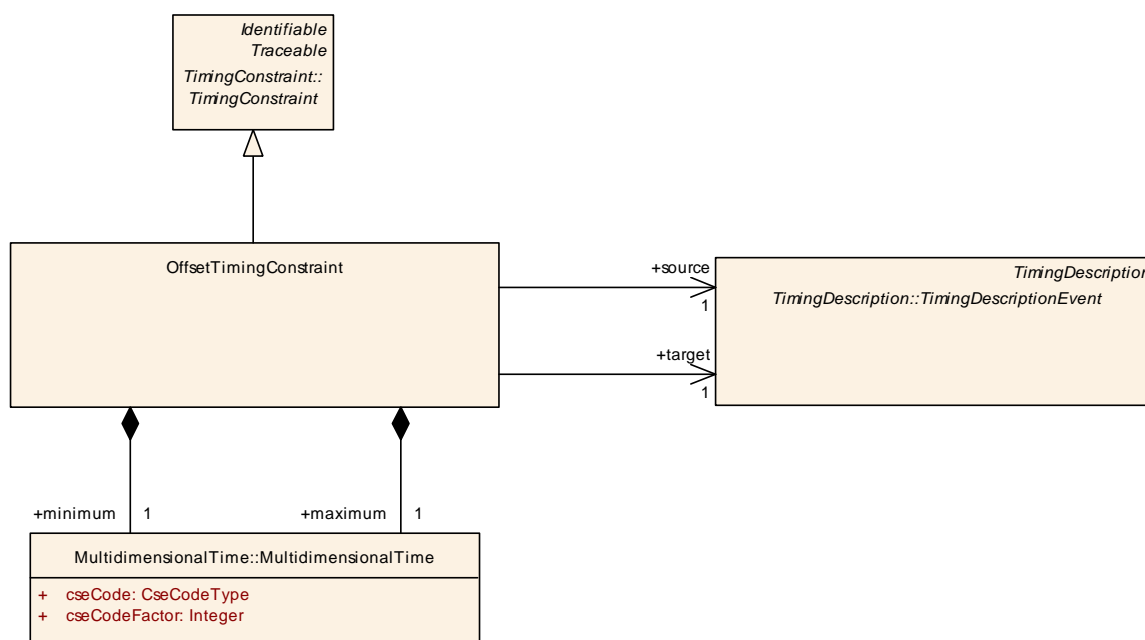 Identifiable
Traceable
TimingConstraint::
TimingConstraint
OffsetTimingConstraint
+source
1
TimingDescription
TimingDescription::TimingDescriptionEvent
+target
1
+minimum 1
+maximum 1
MultidimensionalTime::MultidimensionalTime
+ cseCode: CseCodeType
+ cseCodeFactor: Integer